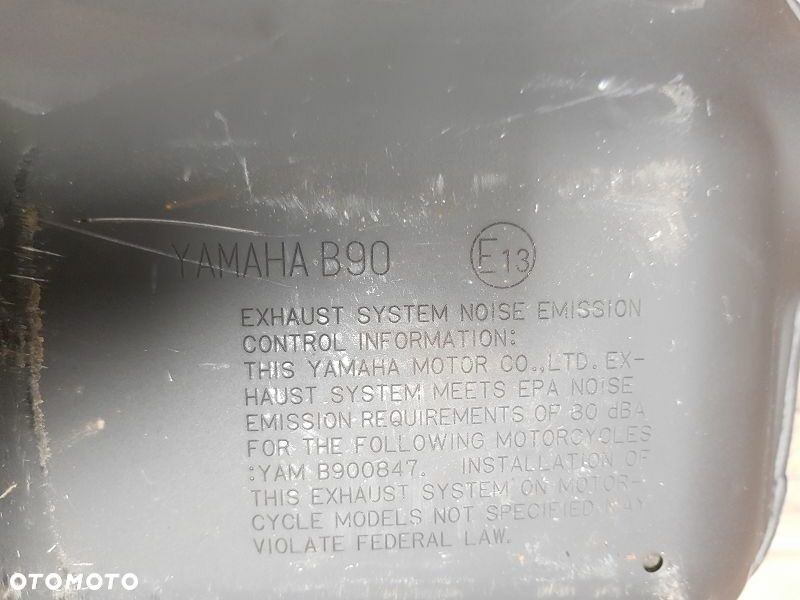 YAMAHA B90
E13
EXHAUST SYSTEM NOISE EMISSION
CONTROL INFORMATION:
THIS YAMAHA MOTOR CO.,LTD. EX-
HAUST SYSTEM MEETS EPA NOISE
EMISSION REQUIREMENTS OF 80 dBA
FOR THE FOLLOWING MOTORCYCLES
:YAM B900847. INSTALLATION OF
THIS EXHAUST SYSTEM ON MOTOR-
CYCLE MODELS NOT SPECIFIED MAY
VIOLATE FEDERAL LAW.
OTOMOTO